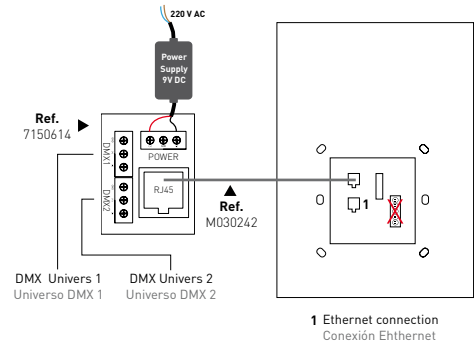 220 V AC
Power
Supply
9V DC
Ref.
7150614
DMX1
POWER
DMX2
RJ45
1
Ref.
M030242
DMX Univers 1
Universo DMX 1
DMX Univers 2
Universo DMX 2
1 Ethernet connection
Conexión Ehthernet